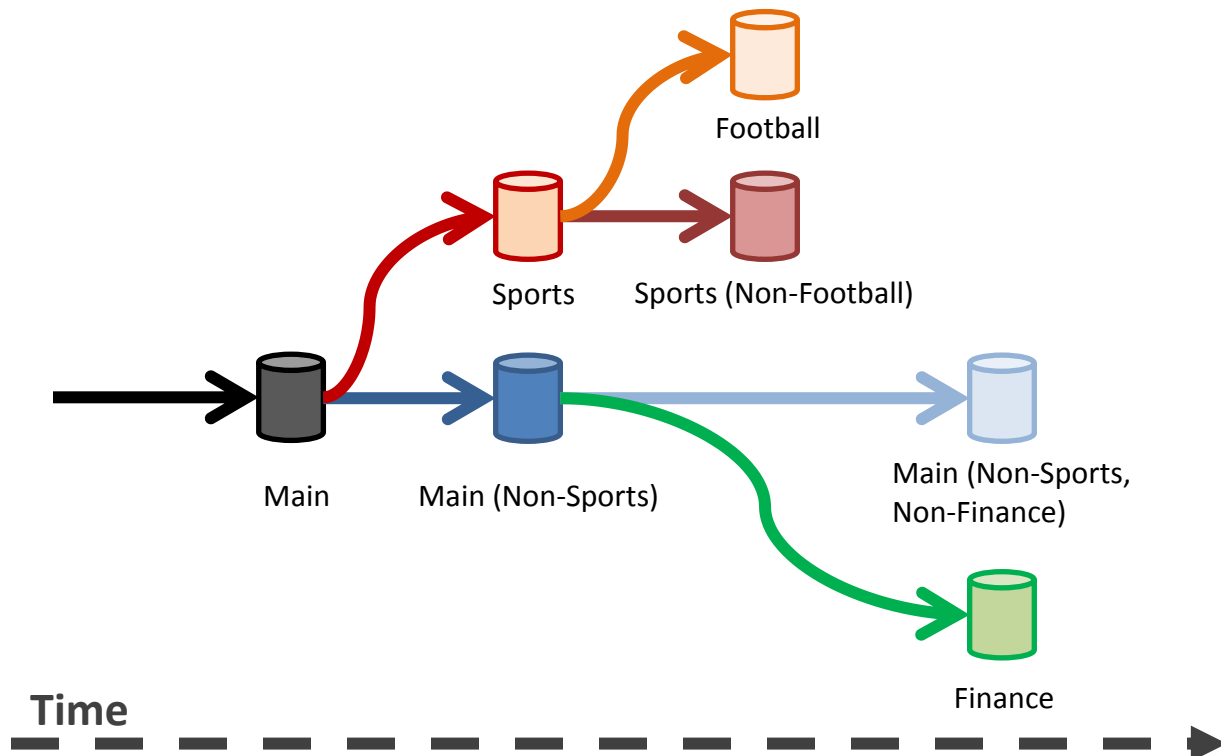 Football
Sports
Sports (Non-Football)
Main
Main (Non-Sports)
Main (Non-Sports,
Non-Finance)
Finance
Time